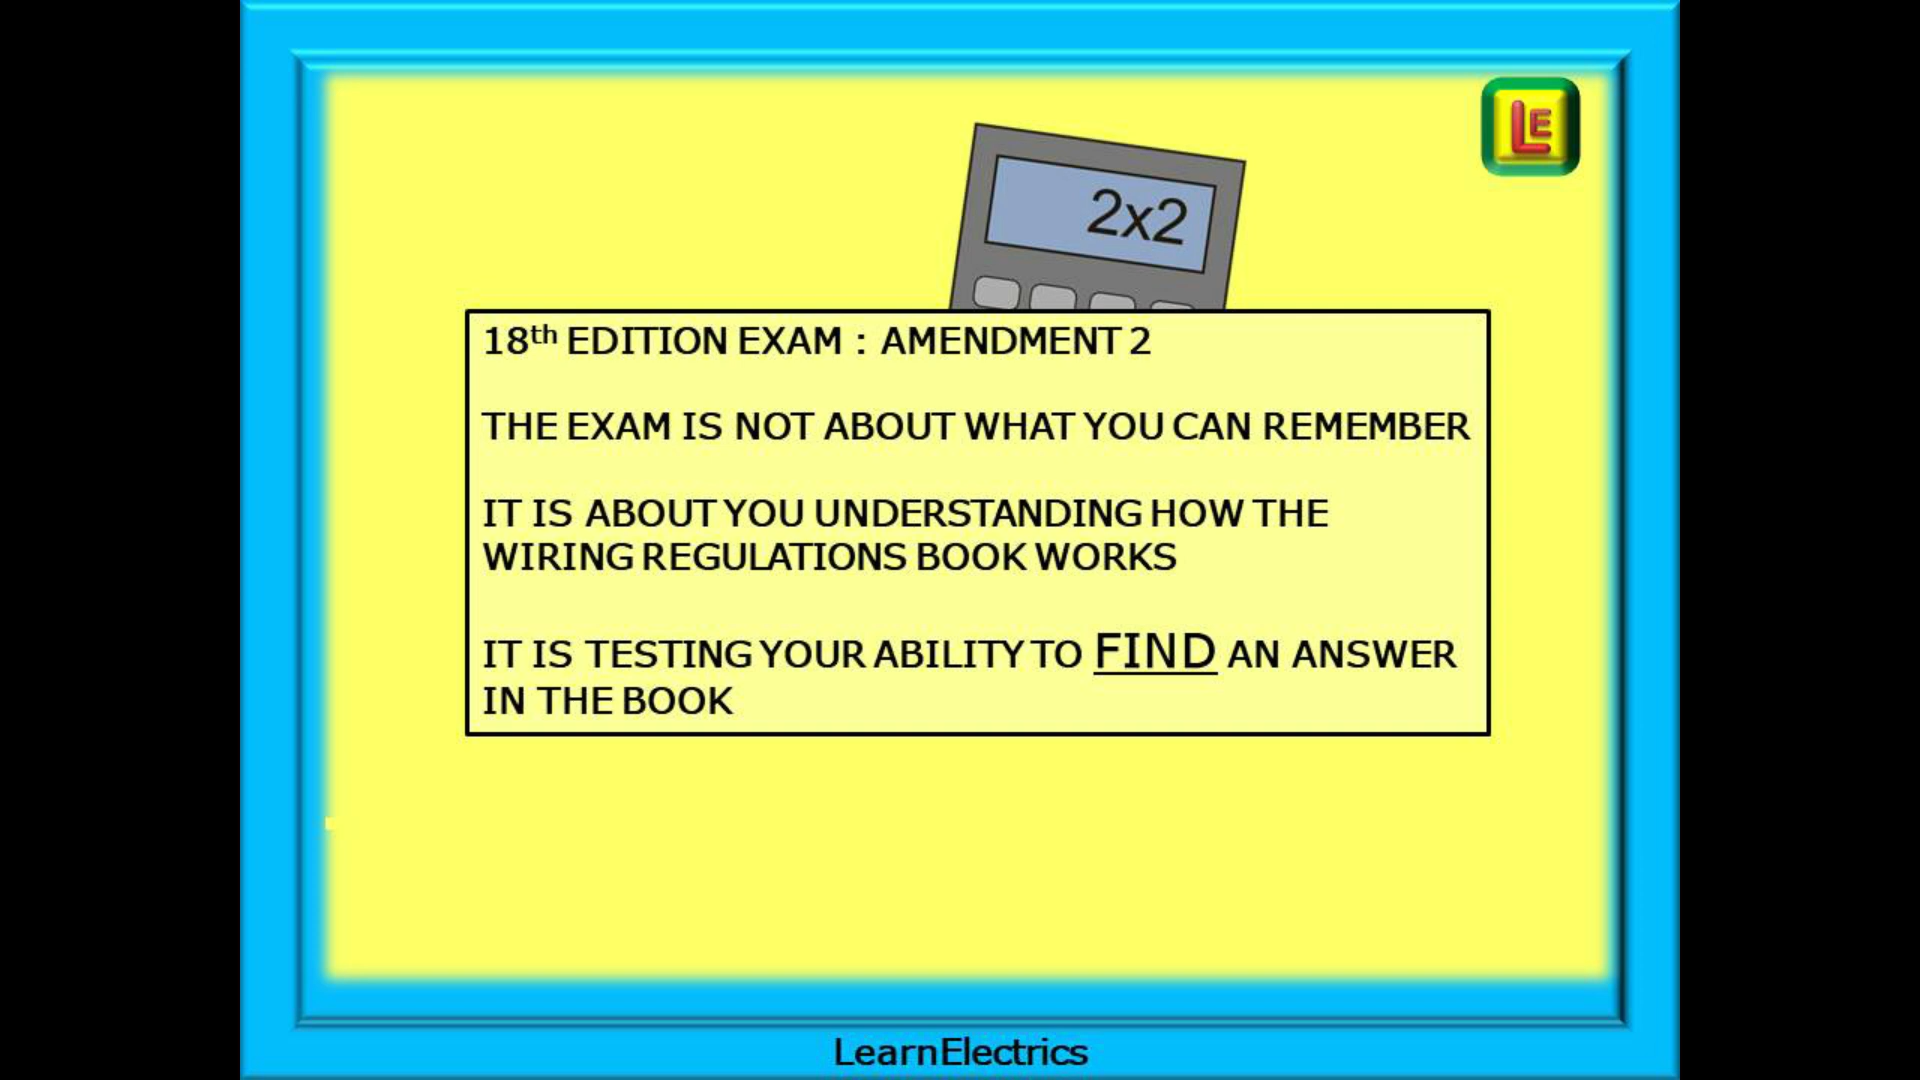 LE
2x2
18th EDITION EXAM : AMENDMENT 2
THE EXAM IS NOT ABOUT WHAT YOU CAN REMEMBER
IT IS ABOUT YOU UNDERSTANDING HOW THE
WIRING REGULATIONS BOOK WORKS
IT IS TESTING YOUR ABILITY TO FIND AN ANSWER
IN THE BOOK
LearnElectrics